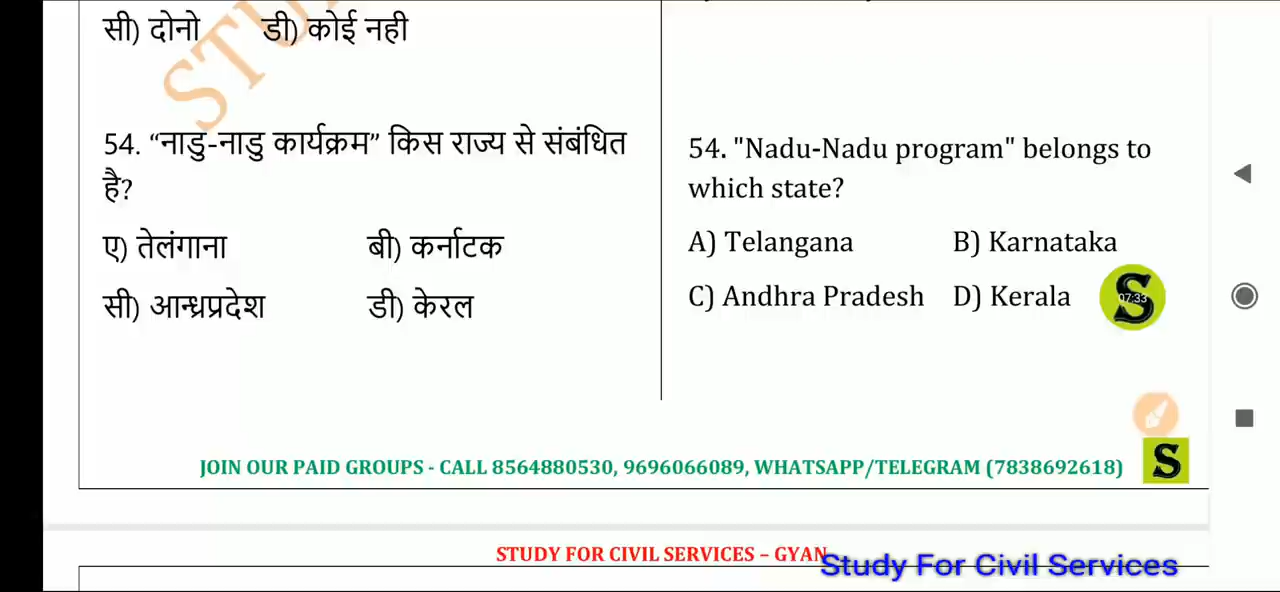 सी) दोनो डी) कोई नही
54. “नाडु-नाडु कार्यक्रम” किस राज्य से संबंधित
है?
ए) तेलंगाना बी) कर्नाटक
सी) आन्ध्रप्रदेश डी) केरल
54. "Nadu-Nadu program" belongs to
which state?
A) Telangana B) Karnataka
C) Andhra Pradesh D) Kerala
S
07:33
JOIN OUR PAID GROUPS - CALL 8564880530, 9696066089, WHATSAPP/TELEGRAM (7838692618)
S
STUDY FOR CIVIL SERVICES – GYAN
Study For Civil Services